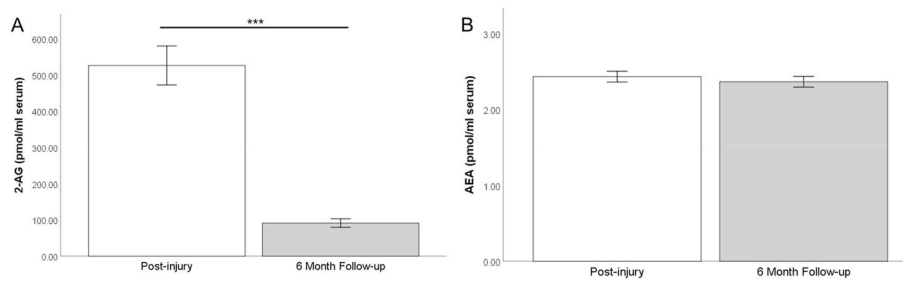 A
***
2-AG (pmol/ml serum)
600.00
500.00
400.00
300.00
200.00
100.00
0.00
Post-injury
6 Month Follow-up
B
AEA (pmol/ml serum)
3.00
2.00
1.00
0.00
Post-injury
6 Month Follow-up